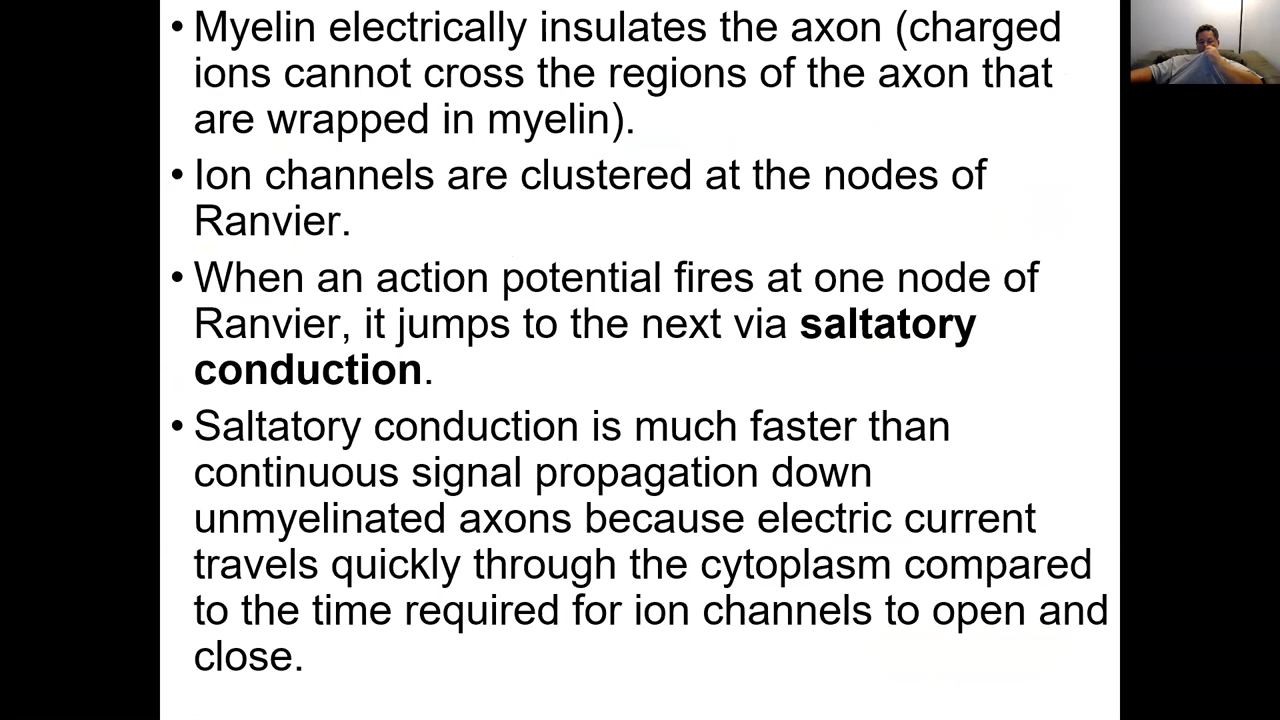 • Myelin electrically insulates the axon (charged
ions cannot cross the regions of the axon that
are wrapped in myelin).
• Ion channels are clustered at the nodes of
Ranvier.
• When an action potential fires at one node of
Ranvier, it jumps to the next via saltatory
conduction.
• Saltatory conduction is much faster than
continuous signal propagation down
unmyelinated axons because electric current
travels quickly through the cytoplasm compared
to the time required for ion channels to open and
close.